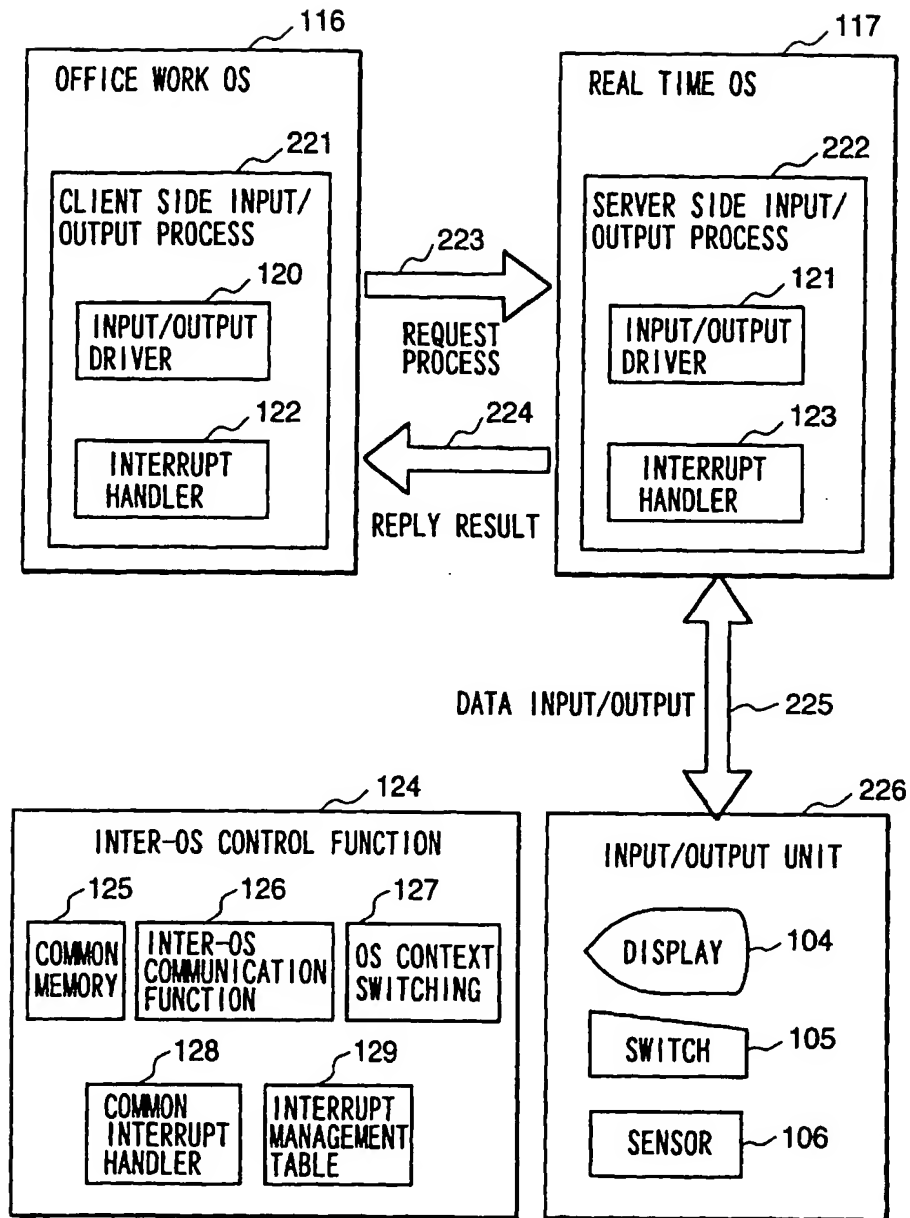 116
OFFICE WORK OS
221
CLIENT SIDE INPUT/
OUTPUT PROCESS
120
INPUT/OUTPUT
DRIVER
122
INTERRUPT
HANDLER
223
REQUEST
PROCESS
224
REPLY RESULT
117
REAL TIME OS
222
SERVER SIDE INPUT/
OUTPUT PROCESS
121
INPUT/OUTPUT
DRIVER
123
INTERRUPT
HANDLER
DATA INPUT/OUTPUT
225
124
INTER-OS CONTROL FUNCTION
125
COMMON
MEMORY
126
INTER-OS
COMMUNICATION
FUNCTION
127
OS CONTEXT
SWITCHING
128
COMMON
INTERRUPT
HANDLER
129
INTERRUPT
MANAGEMENT
TABLE
226
INPUT/OUTPUT UNIT
DISPLAY
104
SWITCH
105
SENSOR
106